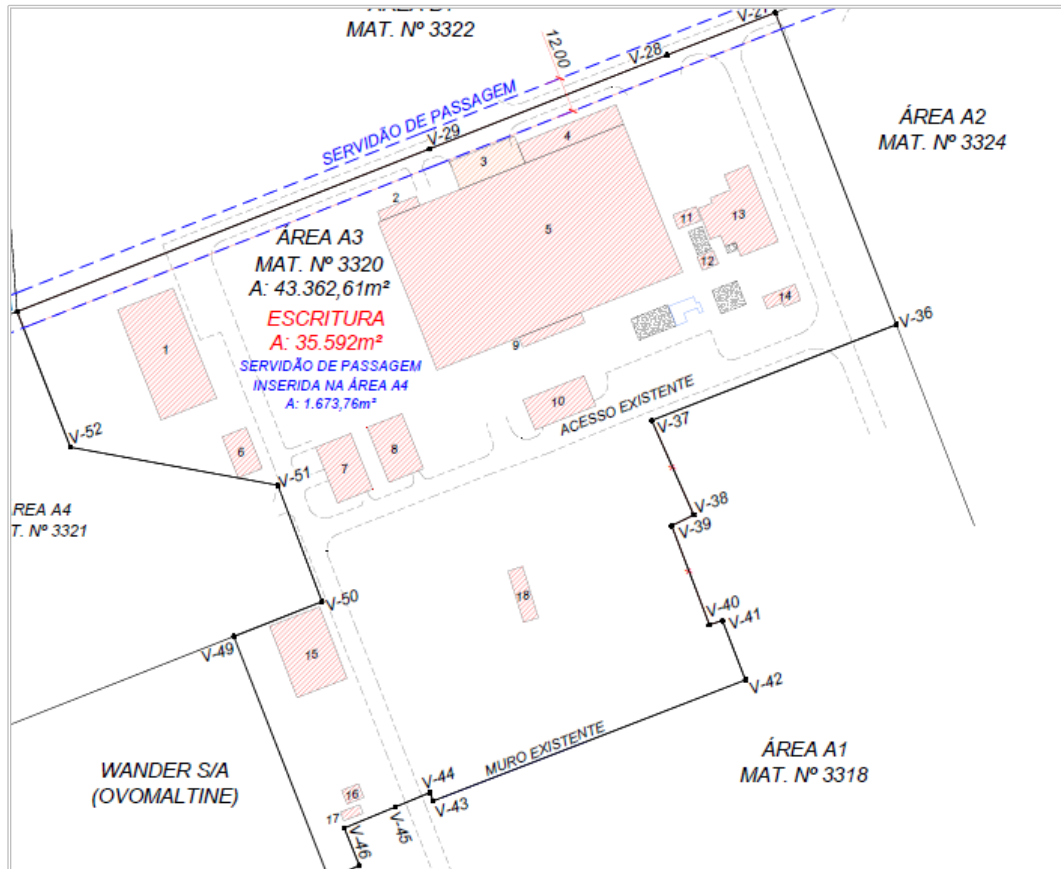 MAT. Nº 3322
12.00
V-28
SERVIDÃO DE PASSAGEM
V-29
ÁREA A2
MAT. Nº 3324
4
3
2
5
11
13
12
14
ÁREA A3
MAT. Nº 3320
A: 43.362,61m²
ESCRITURA
A: 35.592m²
SERVIDÃO DE PASSAGEM
INSERIDA NA ÁREA A4
A: 1.673,76m²
1
9
V-36
10
ACESSO EXISTENTE
V-37
V-52
6
7
8
V-51
REA A4
T. Nº 3321
V-38
V-39
V-50
18
V-40
V-41
V-49
15
V-42
MURO EXISTENTE
ÁREA A1
MAT. Nº 3318
WANDER S/A
(OVOMALTINE)
V-44
V-43
16
17
V-45
V-46